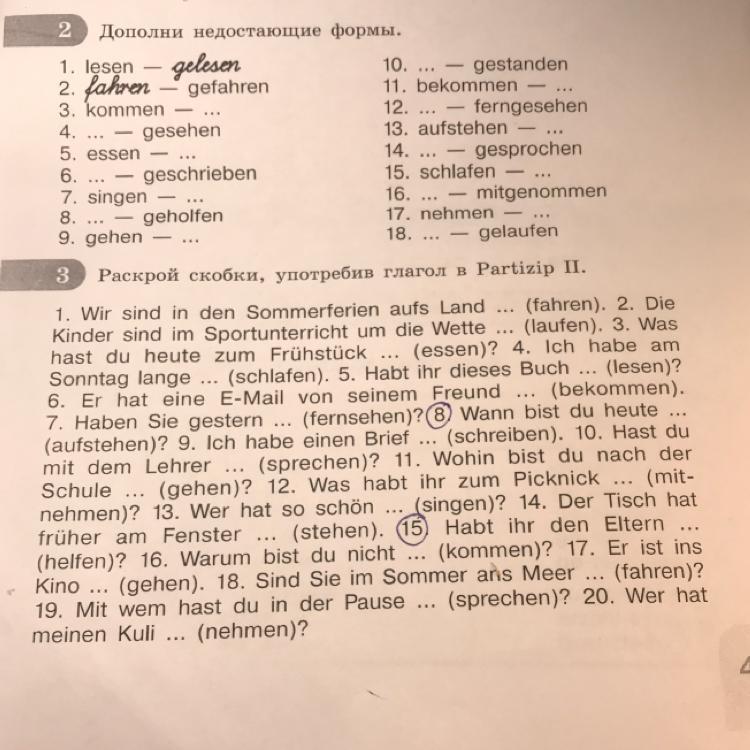 2 Дополни недостающие формы.
1. lesen — gelesen
2. fahren — gefahren
3. kommen — ...
4. ... — gesehen
5. essen — ...
6. ... — geschrieben
7. singen — ...
8. ... — geholfen
9. gehen — ...
10. ... — gestanden
11. bekommen — ...
12. ... — ferngesehen
13. aufstehen — ...
14. ... — gesprochen
15. schlafen — ...
16. ... — mitgenommen
17. nehmen — ...
18. ... — gelaufen
3 Раскрой скобки, употребив глагол в Partizip II.
1. Wir sind in den Sommerferien aufs Land ... (fahren). 2. Die
Kinder sind im Sportunterricht um die Wette ... (laufen). 3. Was
hast du heute zum Frühstück ... (essen)? 4. Ich habe am
Sonntag lange ... (schlafen). 5. Habt ihr dieses Buch ... (lesen)?
6. Er hat eine E-Mail von seinem Freund ... (bekommen).
7. Haben Sie gestern ... (fernsehen)? 8. Wann bist du heute ...
(aufstehen)? 9. Ich habe einen Brief ... (schreiben). 10. Hast du
mit dem Lehrer ... (sprechen)? 11. Wohin bist du nach der
Schule ... (gehen)? 12. Was habt ihr zum Picknick ... (mit-
nehmen)? 13. Wer hat so schön ... (singen)? 14. Der Tisch hat
früher am Fenster ... (stehen). 15. Habt ihr den Eltern ...
(helfen)? 16. Warum bist du nicht ... (kommen)? 17. Er ist ins
Kino ... (gehen). 18. Sind Sie im Sommer ans Meer ... (fahren)?
19. Mit wem hast du in der Pause ... (sprechen)? 20. Wer hat
meinen Kuli ... (nehmen)?